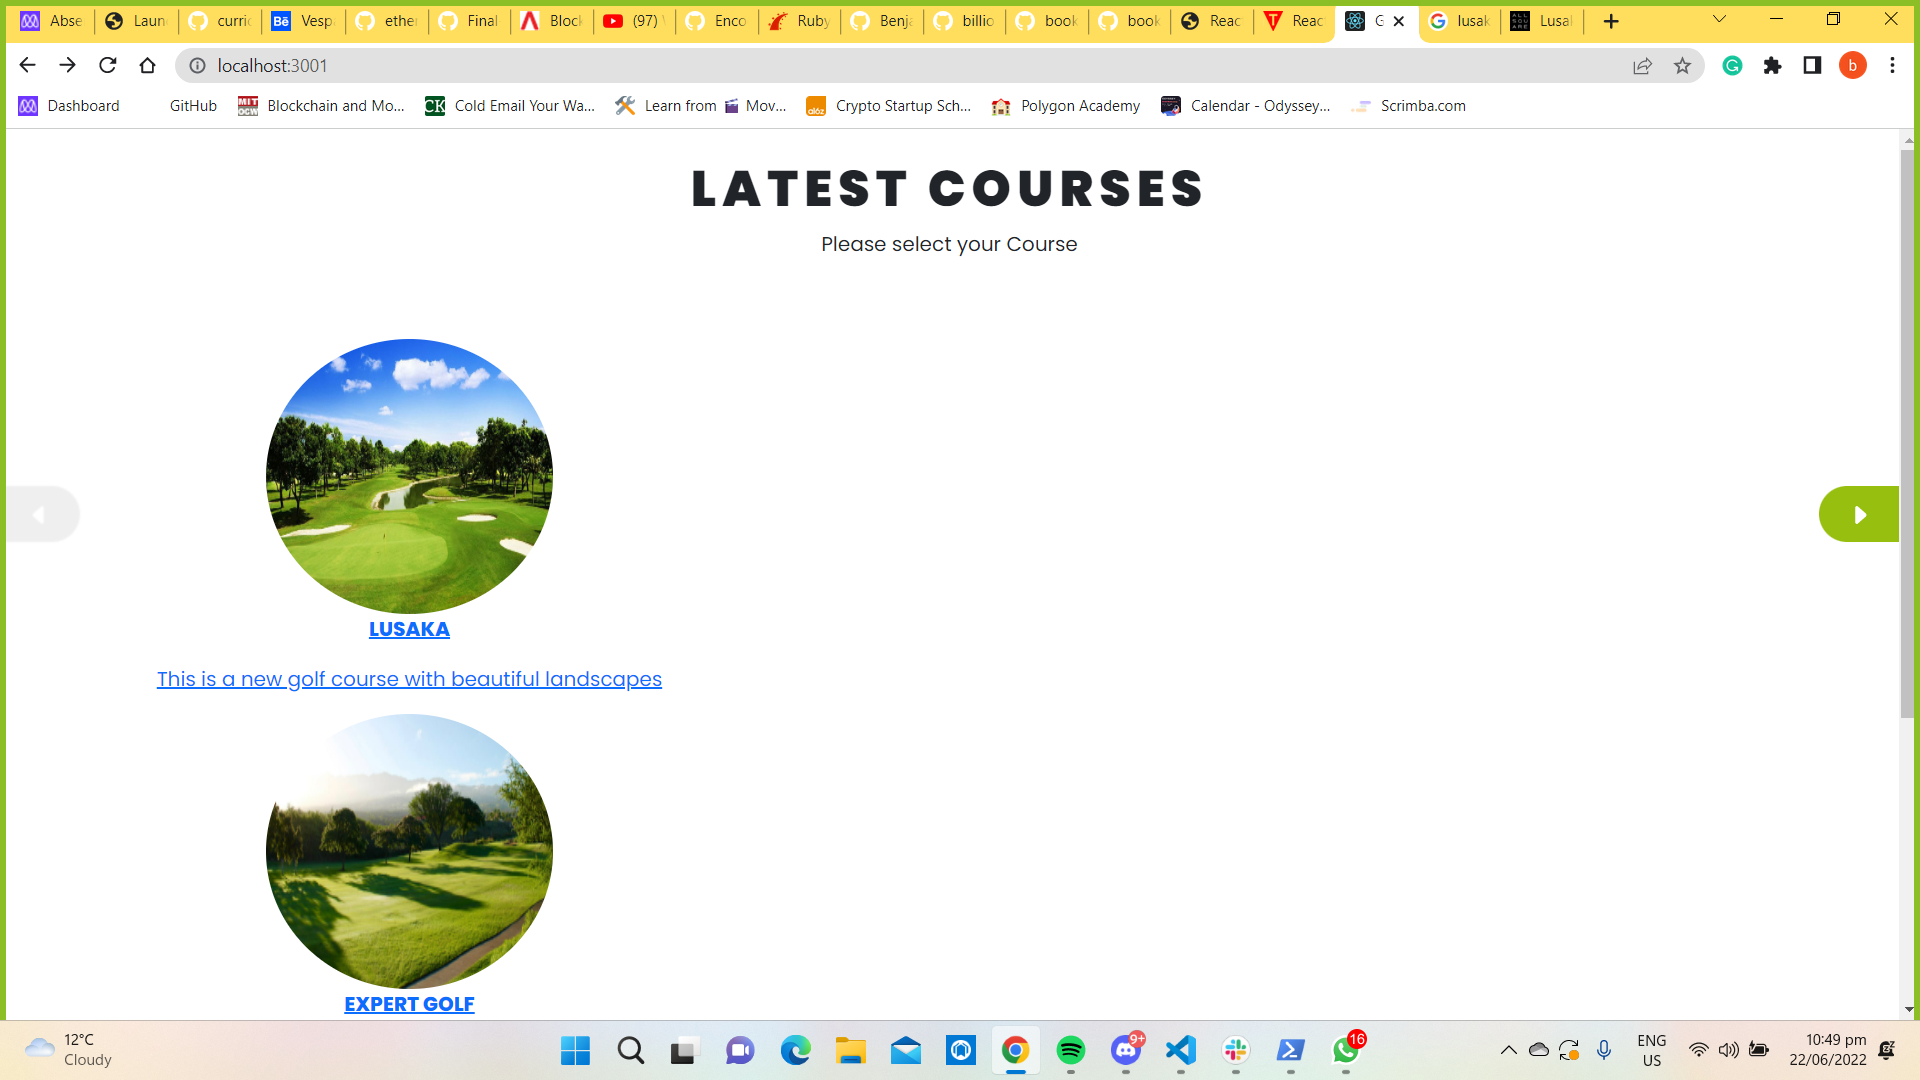 Abse
Laun
curric
Vesp
ether
Final
Block
(97)
Enco
Ruby
Benja
billio
book
book
Reac
Reac
G
lusak
Lusal
localhost:3001
b
Dashboard
GitHub
Blockchain and Mo...
Cold Email Your Wa...
Learn from Mov...
Crypto Startup Sch...
Polygon Academy
Calendar - Odyssey...
Scrimba.com
LATEST COURSES
Please select your Course
LUSAKA
This is a new golf course with beautiful landscapes
EXPERT GOLF
12°C
Cloudy
9+
16
ENG
US
10:49 pm
22/06/2022